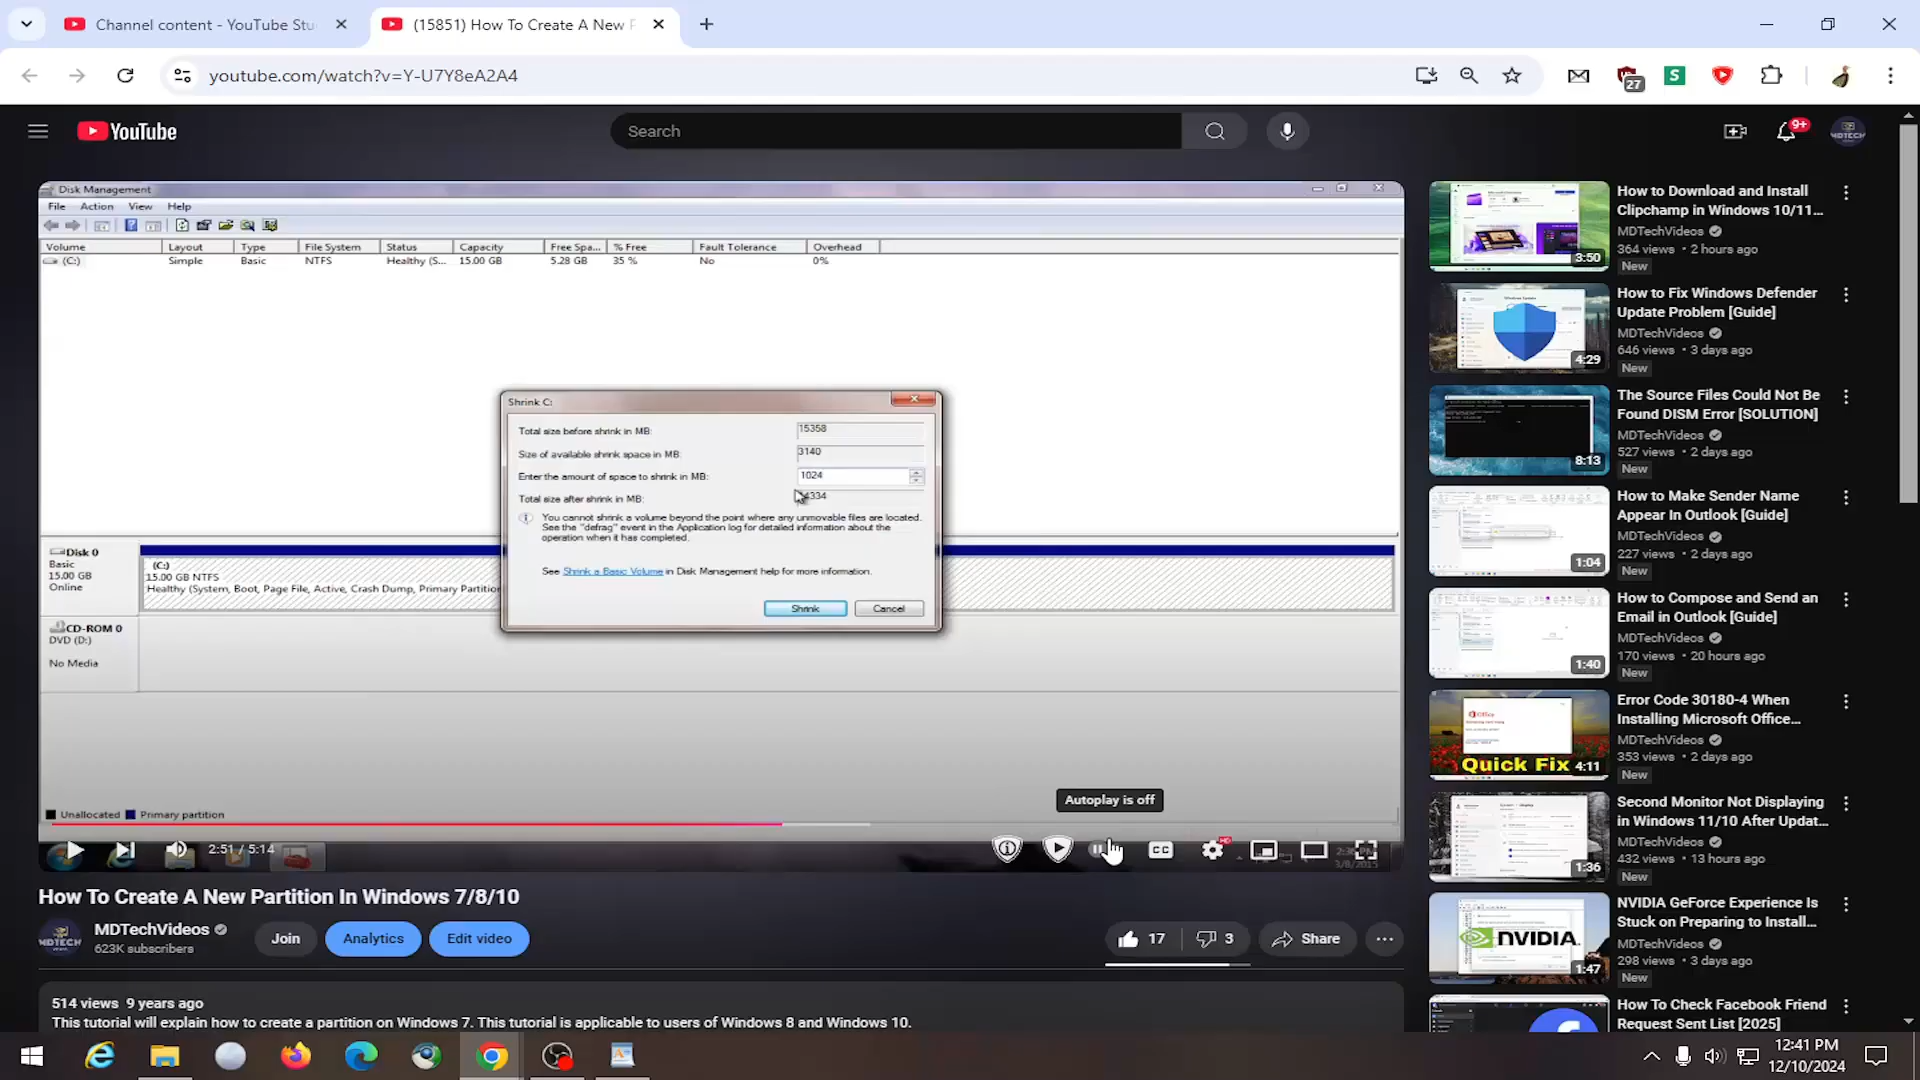 Channel content - YouTube Stu
(15851) How To Create A New P
youtube.com/watch?v=Y-U7Y8eA2A4
27
S
YouTube
Search
9+
MDTECH
Disk Management
File Action View Help
Volume Layout Type File System Status Capacity Free Spa... % Free Fault Tolerance Overhead
(C:) Simple Basic NTFS Healthy (S... 15.00 GB 5.28 GB 35 % No 0%
Shrink C:
Total size before shrink in MB: 15358
Size of available shrink space in MB: 3140
Enter the amount of space to shrink in MB: 1024
Total size after shrink in MB: 14334
You cannot shrink a volume beyond the point where any unmovable files are located.
See the "defrag" event in the Application log for detailed information about the
operation when it has completed.
See Shrink a Basic Volume in Disk Management help for more information.
Shrink Cancel
Disk 0
Basic
15.00 GB
Online
(C:)
15.00 GB NTFS
Healthy (System, Boot, Page File, Active, Crash Dump, Primary Partition
CD-ROM 0
DVD (D:)
No Media
Unallocated Primary partition
Autoplay is off
2:51 / 5:14
CC
HD
3/8/2015
How To Create A New Partition In Windows 7/8/10
MDTECH
MDTechVideos
623K subscribers
Join
Analytics
Edit video
17
3
Share
514 views 9 years ago
This tutorial will explain how to create a partition on Windows 7. This tutorial is applicable to users of Windows 8 and Windows 10.
3:50
How to Download and Install
Clipchamp in Windows 10/11...
MDTechVideos
364 views • 2 hours ago
New
4:29
How to Fix Windows Defender
Update Problem [Guide]
MDTechVideos
646 views • 3 days ago
New
8:13
The Source Files Could Not Be
Found DISM Error [SOLUTION]
MDTechVideos
527 views • 2 days ago
New
1:04
How to Make Sender Name
Appear In Outlook [Guide]
MDTechVideos
227 views • 2 days ago
New
1:40
How to Compose and Send an
Email in Outlook [Guide]
MDTechVideos
170 views • 20 hours ago
New
Office
Quick Fix 4:11
Error Code 30180-4 When
Installing Microsoft Office...
MDTechVideos
353 views • 2 days ago
New
1:36
Second Monitor Not Displaying
in Windows 11/10 After Updat...
MDTechVideos
432 views • 13 hours ago
New
NVIDIA.
1:47
NVIDIA GeForce Experience Is
Stuck on Preparing to Install...
MDTechVideos
298 views • 3 days ago
New
How To Check Facebook Friend
Request Sent List [2025]
12:41 PM
12/10/2024